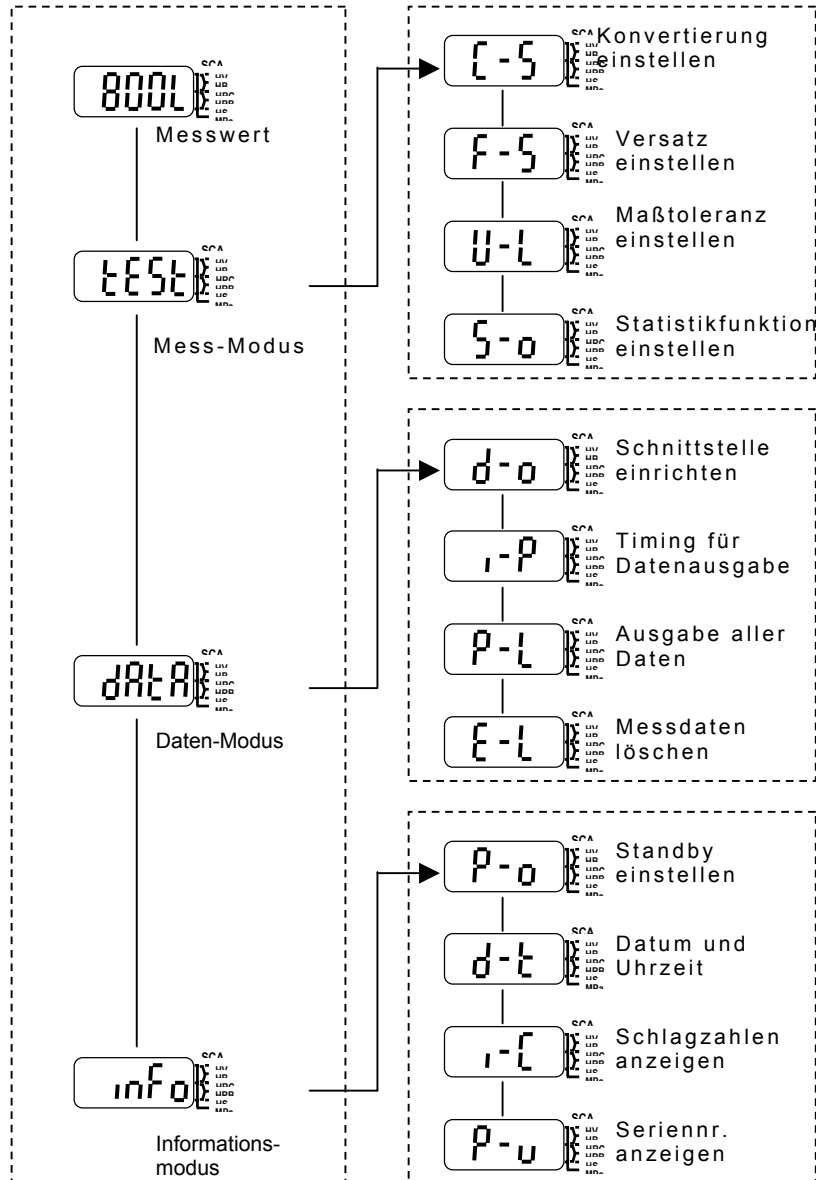 800L
Messwert
tESt
Mess-Modus
dAtA
Daten-Modus
inFo
Informations-
modus
C-S
Konvertierung
einstellen
F-S
Versatz
einstellen
U-L
Maßtoleranz
einstellen
S-o
Statistikfunktion
einstellen
d-o
Schnittstelle
einrichten
i-P
Timing für
Datenausgabe
P-L
Ausgabe aller
Daten
E-L
Messdaten
löschen
P-o
Standby
einstellen
d-t
Datum und
Uhrzeit
i-C
Schlagzahlen
anzeigen
P-u
Seriennr.
anzeigen